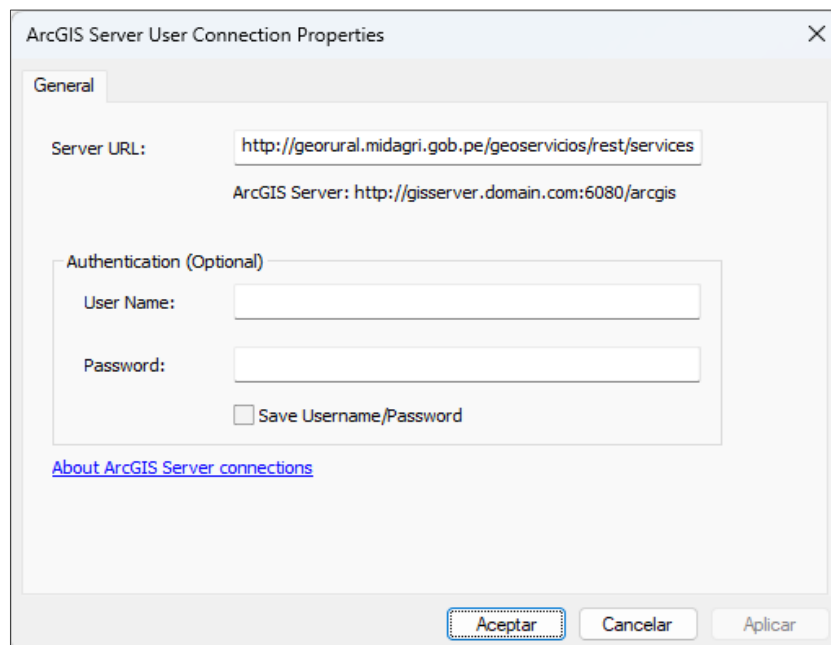 ArcGIS Server User Connection Properties
General
Server URL: http://georural.midagri.gob.pe/geoservicios/rest/services
ArcGIS Server: http://gisserver.domain.com:6080/arcgis
Authentication (Optional)
User Name:
Password:
Save Username/Password
About ArcGIS Server connections
Aceptar Cancelar Aplicar